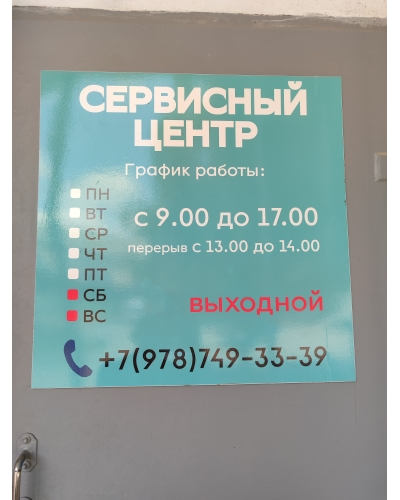 СЕРВИСНЫЙ
ЦЕНТР
График работы:
ПН
ВТ
СР
ЧТ
ПТ
с 9.00 до 17.00
перерыв с 13.00 до 14.00
СБ
ВС
ВЫХОДНОЙ
+7(978)749-33-39